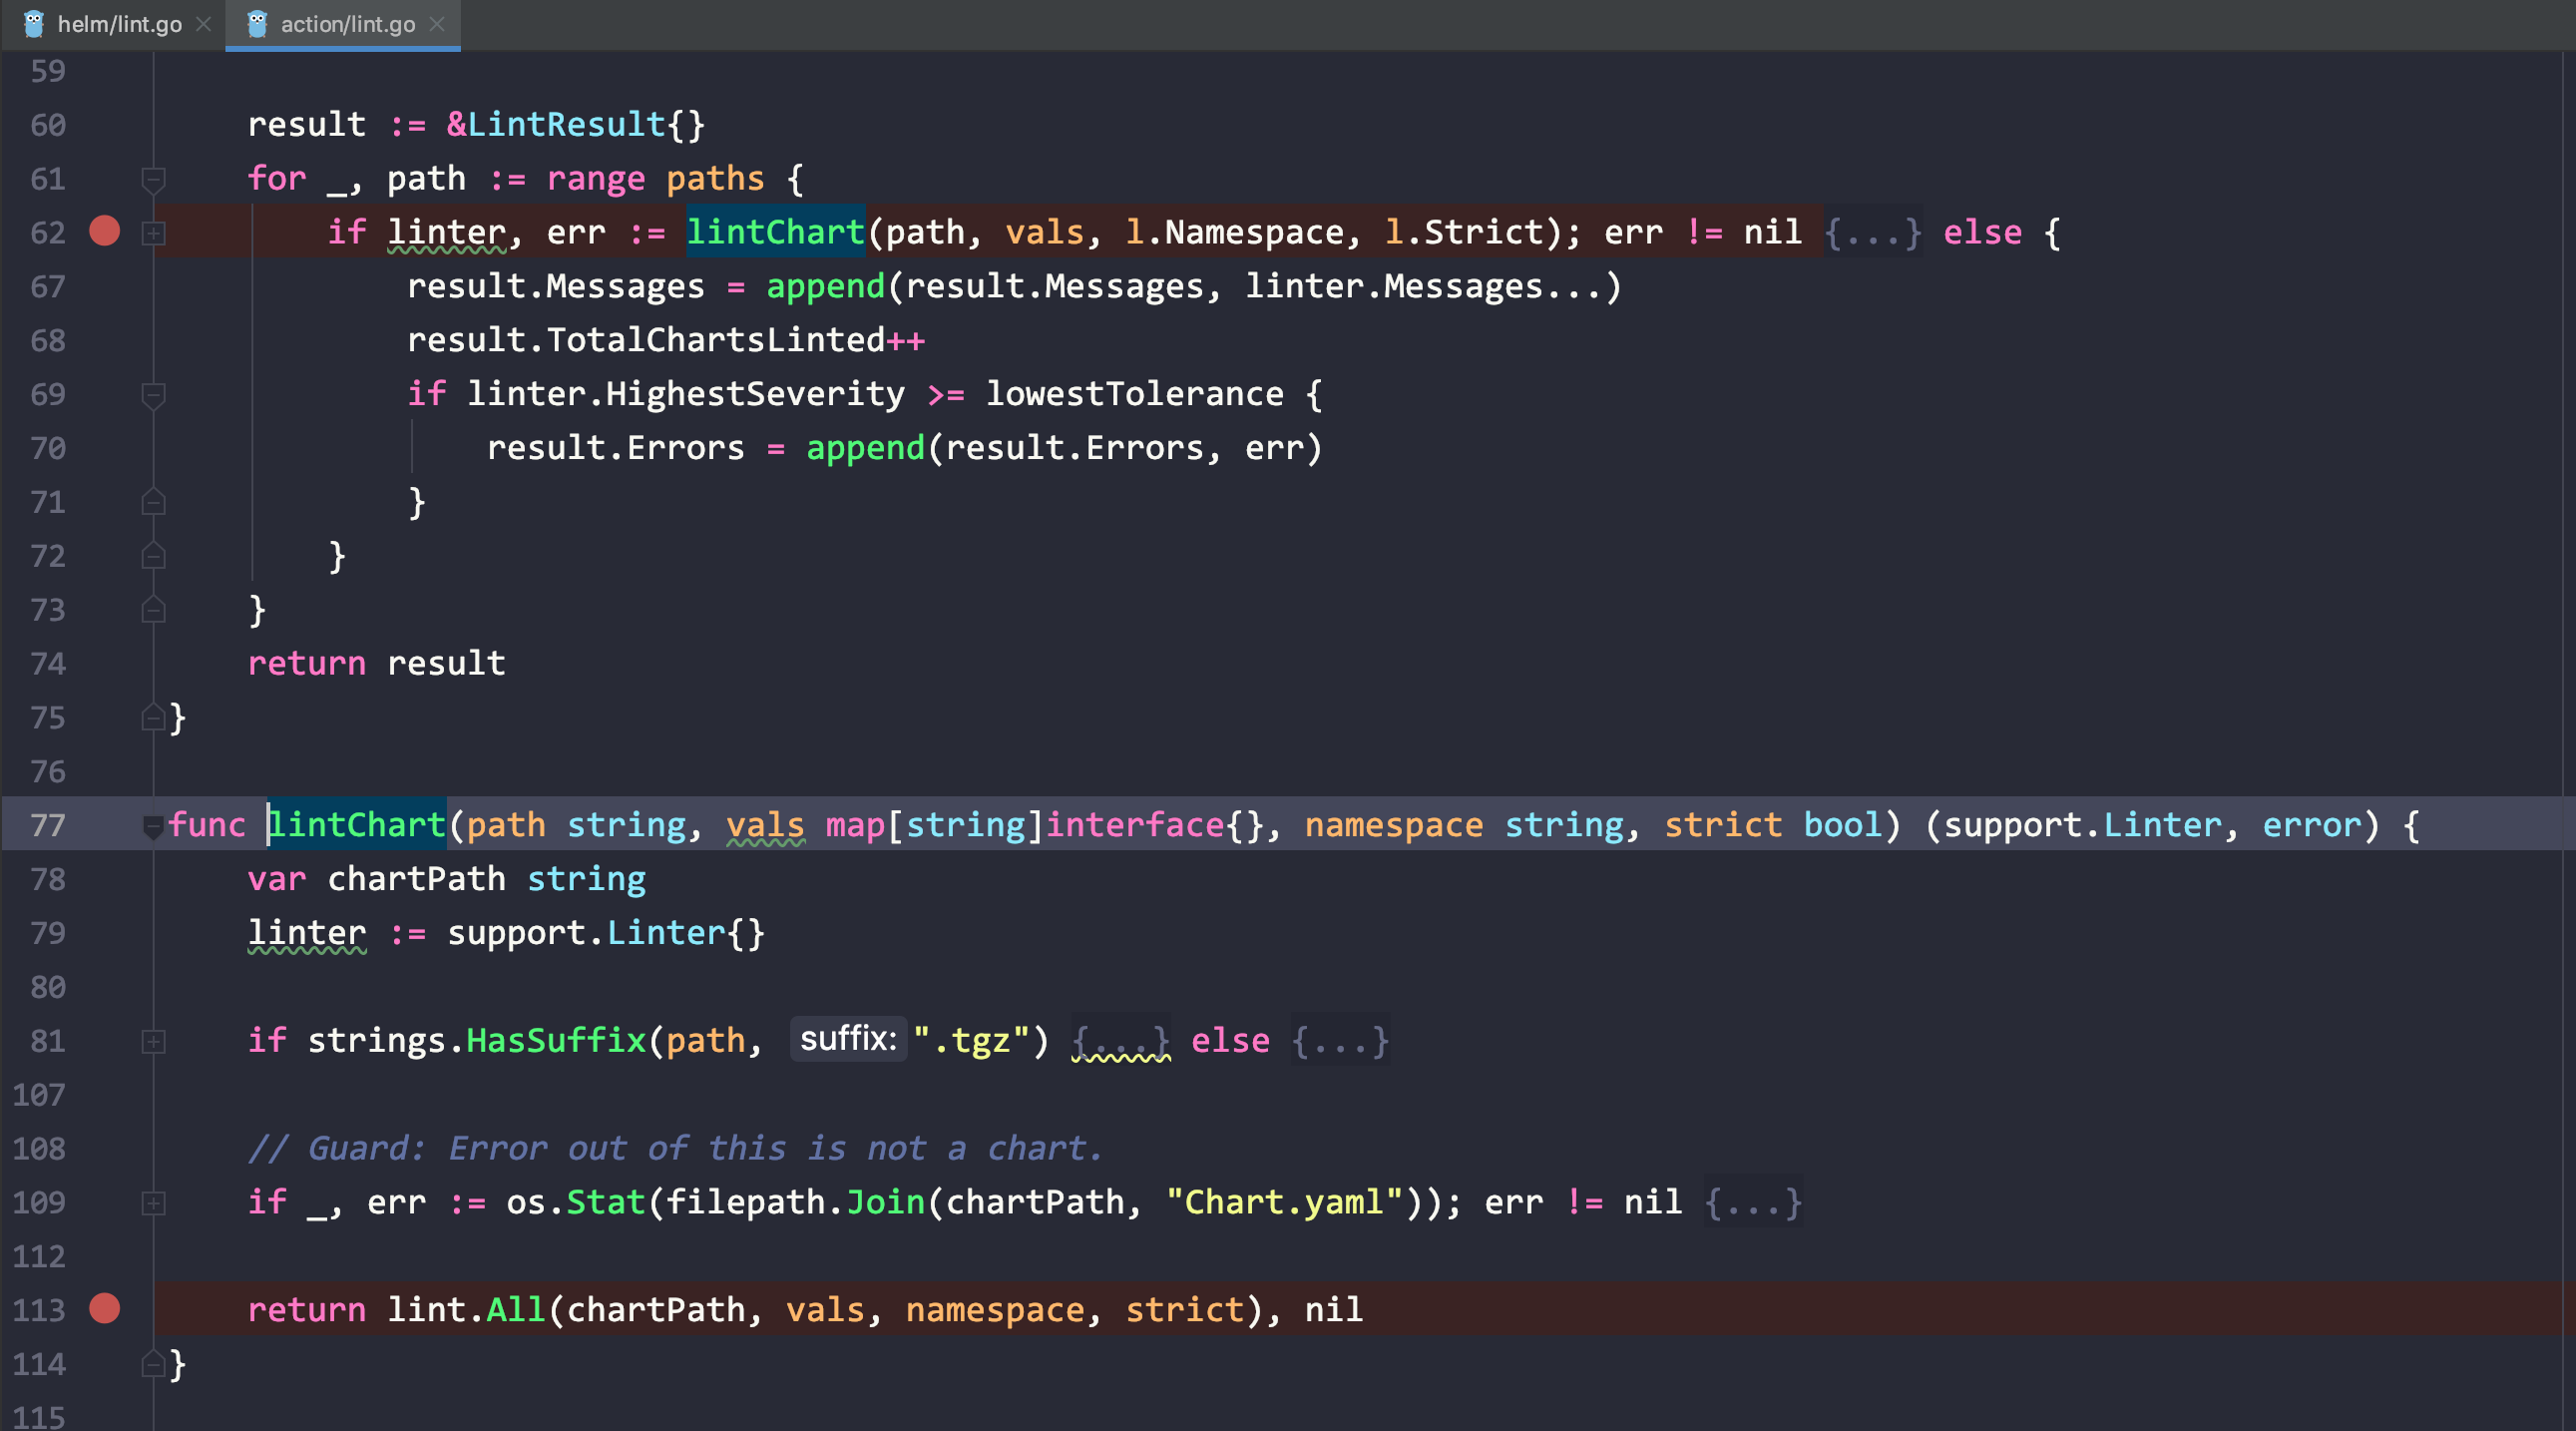 helm/lint.go action/lint.go
59
60 result := &LintResult{}
61 for _, path := range paths {
62 if linter, err := lintChart(path, vals, l.Namespace, l.Strict); err != nil {...} else {
67 result.Messages = append(result.Messages, linter.Messages...)
68 result.TotalChartsLinted++
69 if linter.HighestSeverity >= lowestTolerance {
70 result.Errors = append(result.Errors, err)
71 }
72 }
73 }
74 return result
75 }
76
77 func lintChart(path string, vals map[string]interface{}, namespace string, strict bool) (support.Linter, error) {
78 var chartPath string
79 linter := support.Linter{}
80
81 if strings.HasSuffix(path, suffix: ".tgz") {...} else {...}
107
108 // Guard: Error out of this is not a chart.
109 if _, err := os.Stat(filepath.Join(chartPath, "Chart.yaml")); err != nil {...}
112
113 return lint.All(chartPath, vals, namespace, strict), nil
114 }
115